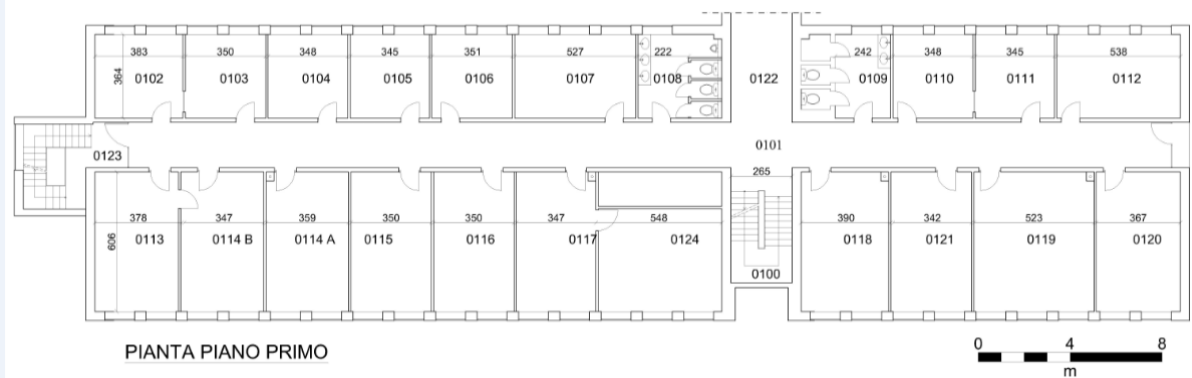 383 350 348 345 351 527 222 242 348 345 538
364 0102 0103 0104 0105 0106 0107 0108 0122 0109 0110 0111 0112
0101
0123
265
378 347 359 350 350 347 548 390 342 523 367
606 0113 0114 B 0114 A 0115 0116 0117 0124 0118 0121 0119 0120
0100
PIANTA PIANO PRIMO
0 4 8
m